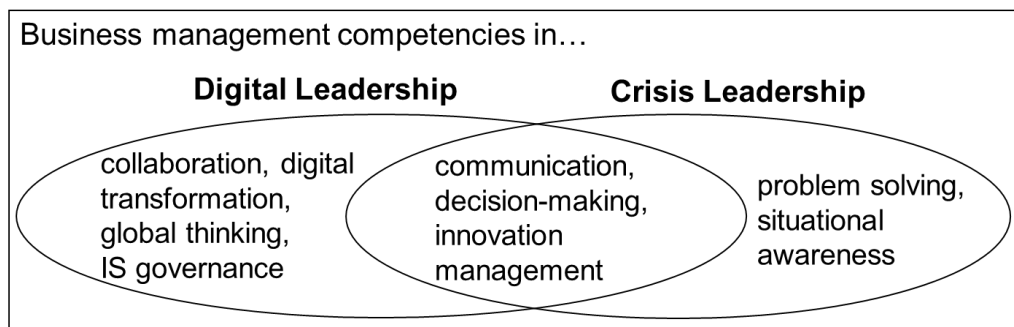 Business management competencies in…
Digital Leadership
Crisis Leadership
collaboration, digital
transformation,
global thinking,
IS governance
communication,
decision-making,
innovation
management
problem solving,
situational
awareness